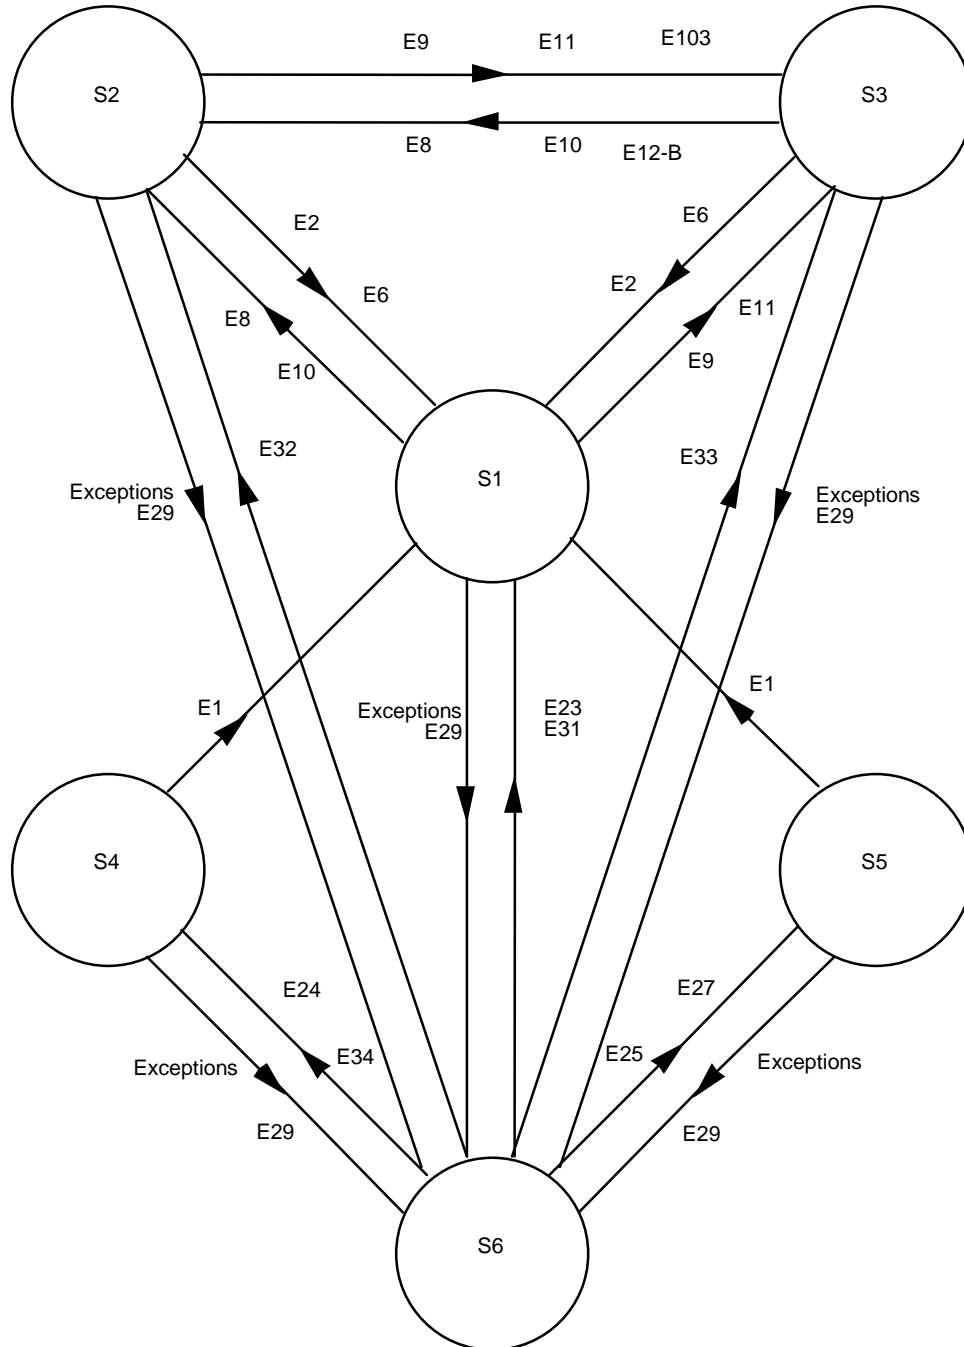 E9 E11 E103
S2 S3
E8 E10 E12-B
E2 E6
E6 E2
E8 E11
E10 E9
E32 S1 E33
Exceptions
E29
Exceptions
E29
E1 E1
Exceptions
E29
E23
E31
S4 S5
E24 E27
E34 E25
Exceptions Exceptions
E29 E29
S6